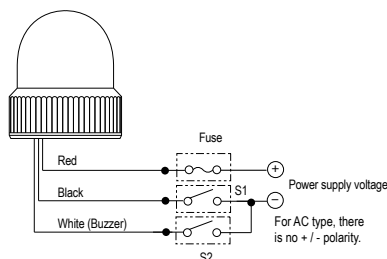 Fuse
Red
+
Power supply voltage
Black
S1
−
For AC type, there
is no + / - polarity.
White (Buzzer)
S2